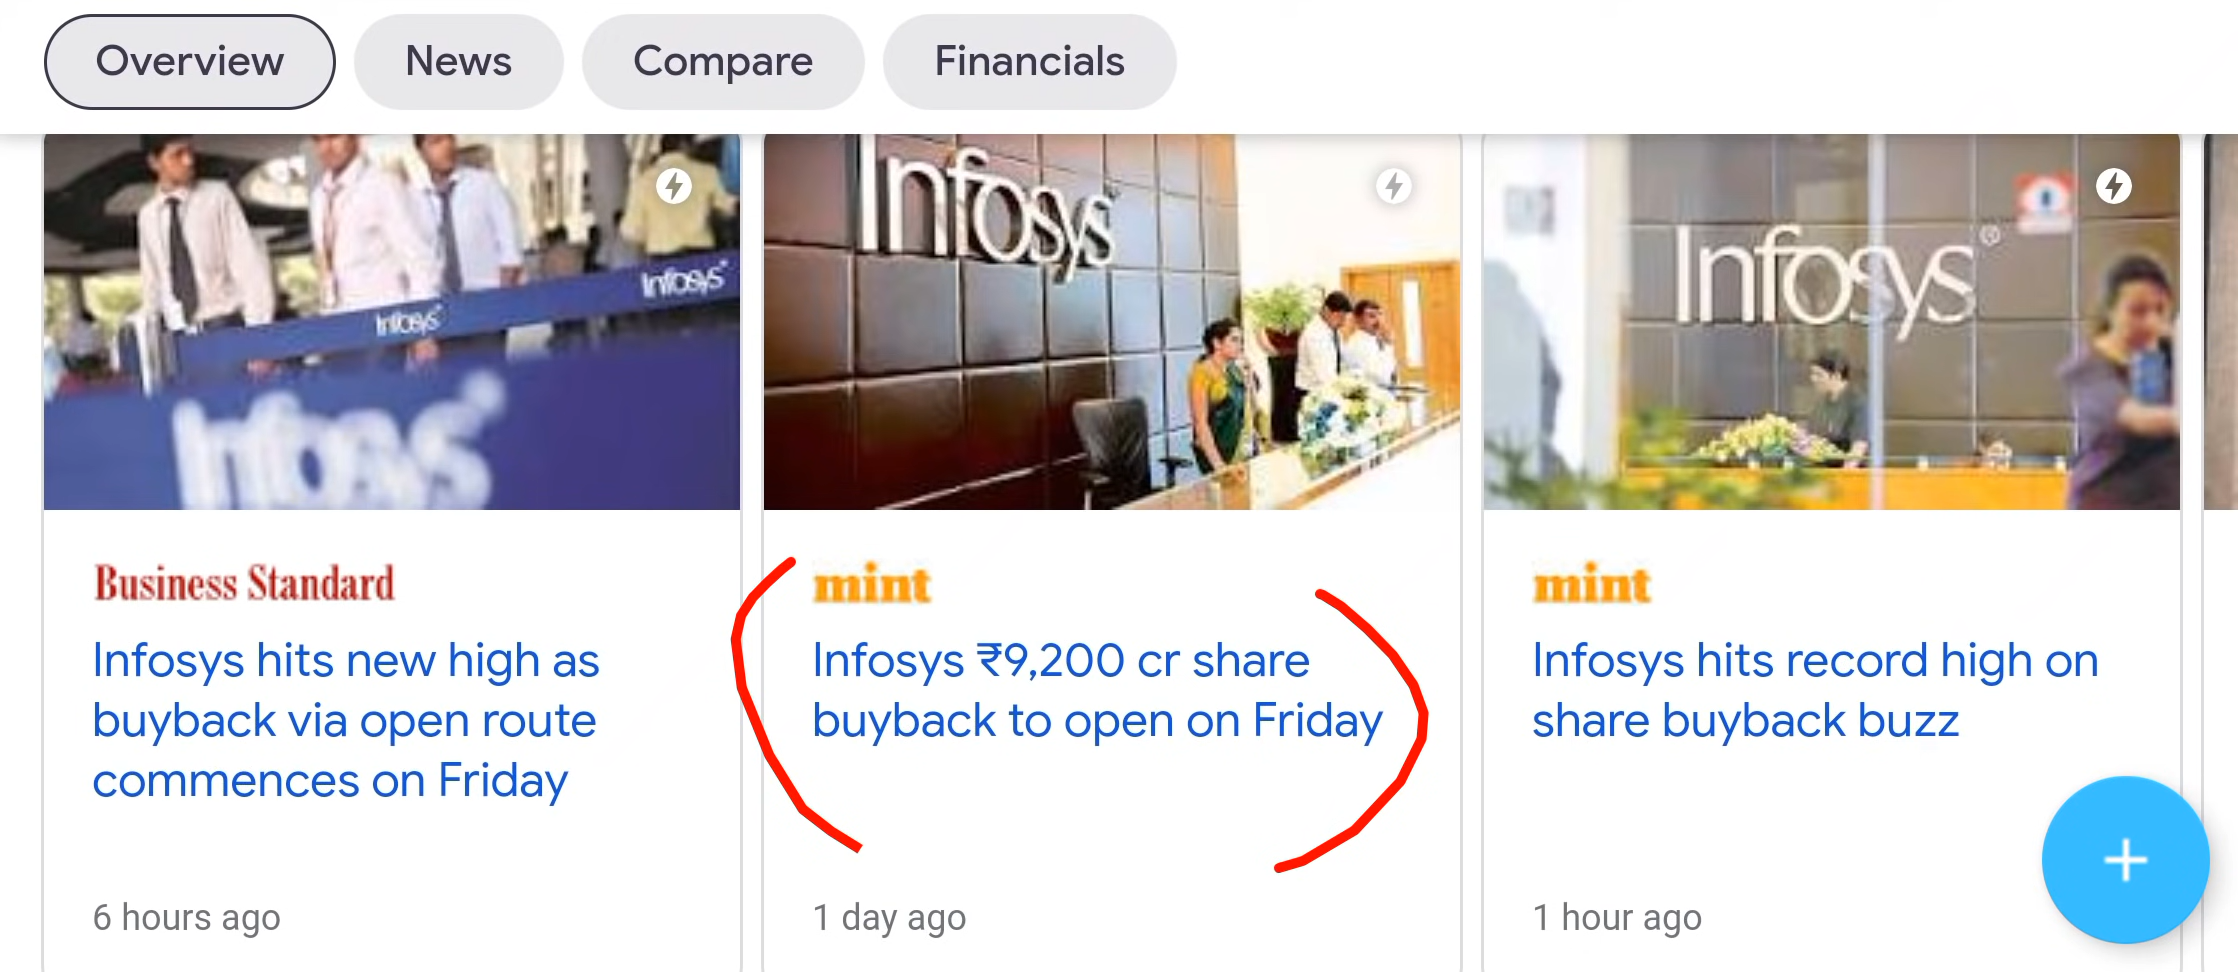 Overview News Compare Financials
Infosys
Infosys
Infosys
Infosys
Infosys®
Business Standard
Infosys hits new high as
buyback via open route
commences on Friday
6 hours ago
mint
Infosys ₹9,200 cr share
buyback to open on Friday
1 day ago
mint
Infosys hits record high on
share buyback buzz
1 hour ago
+